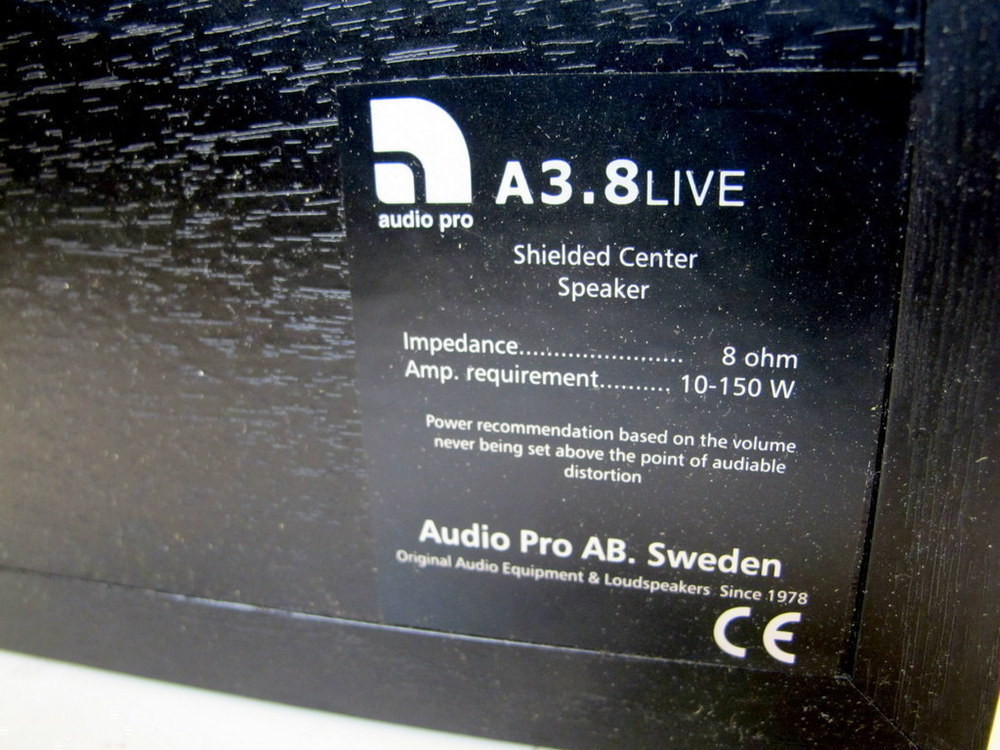 audio pro
A3.8LIVE
Shielded Center
Speaker
Impedance....................... 8 ohm
Amp. requirement.......... 10-150 W
Power recommendation based on the volume
never being set above the point of audiable
distortion
Audio Pro AB. Sweden
Original Audio Equipment & Loudspeakers Since 1978
CE